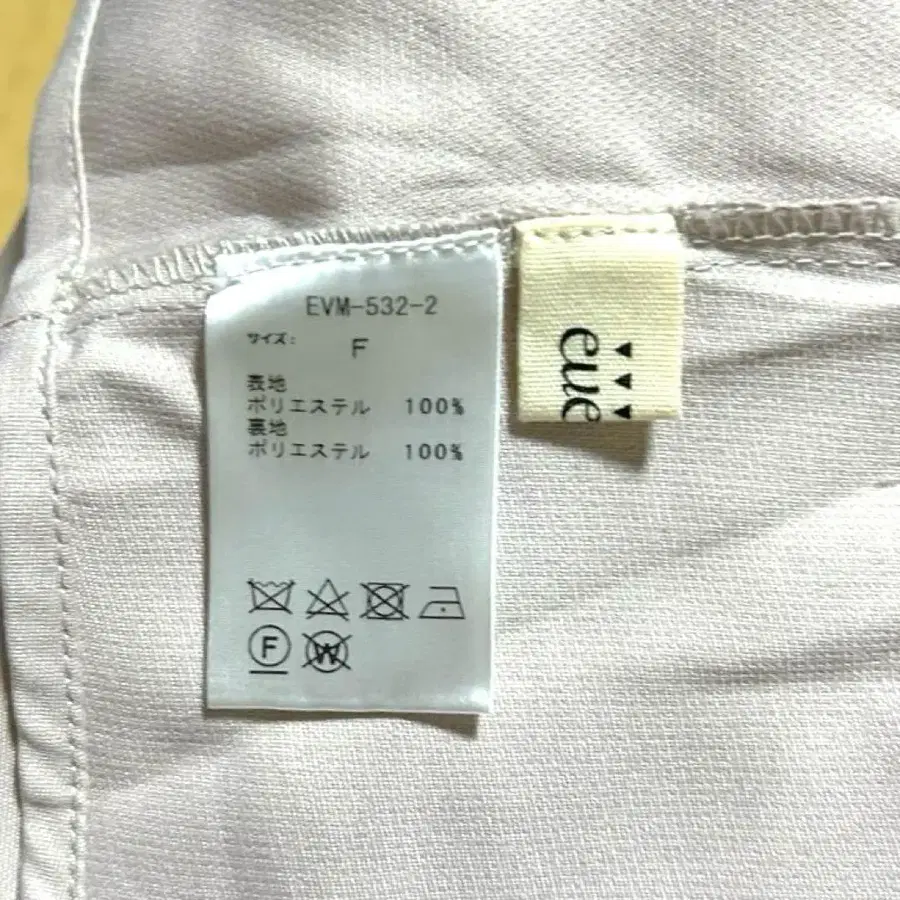 EVM-532-2
サイズ: F
表地
ポリエステル 100%
裏地
ポリエステル 100%
F
W